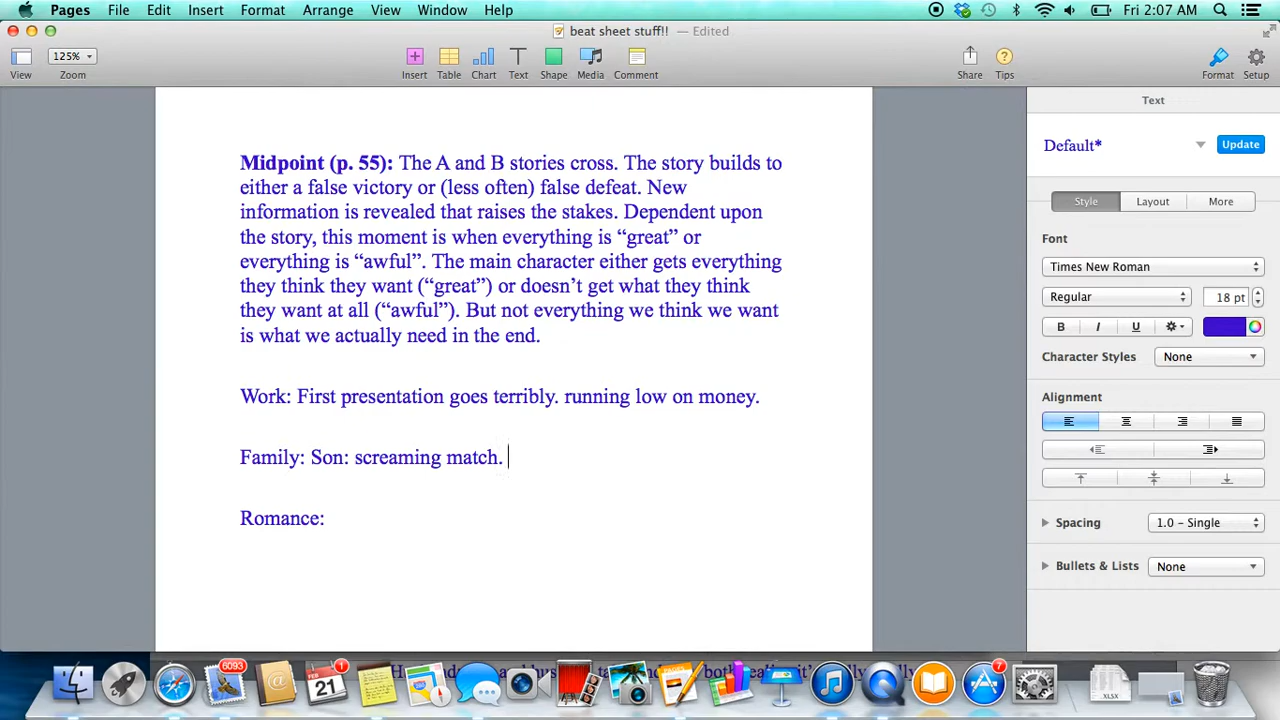 Pages File Edit Insert Format Arrange View Window Help Fri 2:07 AM
beat sheet stuff!! — Edited
125%
View Zoom Insert Table Chart Text Shape Media Comment Share Tips Format Setup
Text
Default* Update
Style Layout More
Font
Times New Roman
Regular 18 pt
B I U
Character Styles None
Alignment
Spacing 1.0 – Single
Bullets & Lists None
Midpoint (p. 55): The A and B stories cross. The story builds to
either a false victory or (less often) false defeat. New
information is revealed that raises the stakes. Dependent upon
the story, this moment is when everything is “great” or
everything is “awful”. The main character either gets everything
they think they want (“great”) or doesn’t get what they think
they want at all (“awful”). But not everything we think we want
is what we actually need in the end.
Work: First presentation goes terribly. running low on money.
Family: Son: screaming match.
Romance:
6093
FEB
21
1
7
XLSX